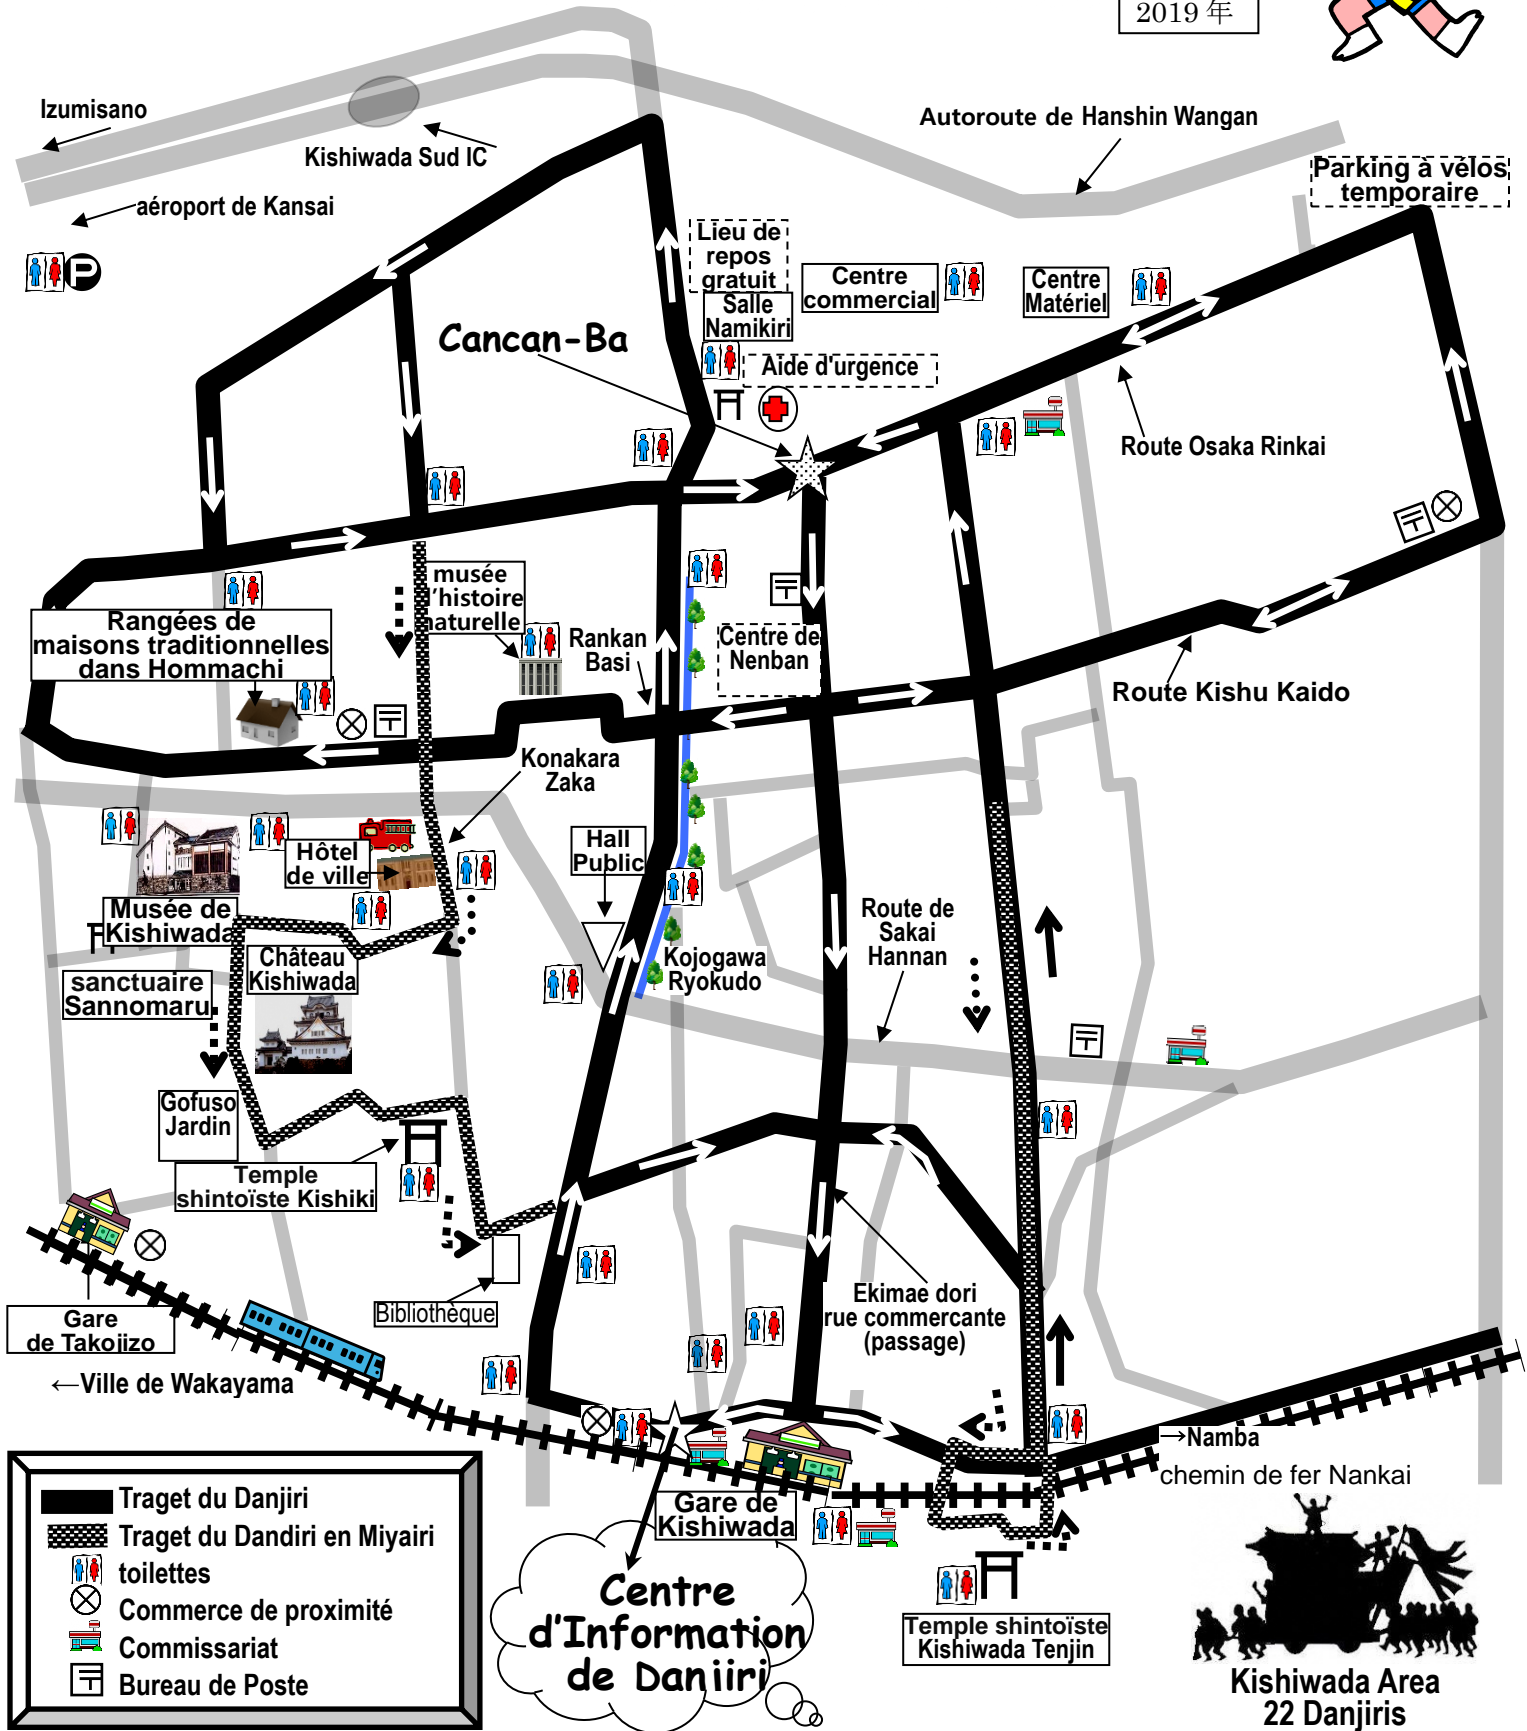 2019 年
Izumisano
Kishiwada Sud IC
Autoroute de Hanshin Wangan
Parking à vélos
temporaire
aéroport de Kansai
P
Lieu de
repos
gratuit
Centre
commercial
Centre
Matériel
Salle
Namikiri
Cancan-Ba
Aide d'urgence
Route Osaka Rinkai
musée
l'histoire
naturelle
Rangées de
maisons traditionnelles
dans Hommachi
Rankan
Basi
Centre de
Nenban
Route Kishu Kaido
Konakara
Zaka
Hôtel
de ville
Hall
Public
Musée de
Kishiwada
Route de
Sakai
Hannan
Château
Kishiwada
Kojogawa
Ryokudo
sanctuaire
Sannomaru
Gofuso
Jardin
Temple
shintoïste Kishiki
Gare
de Takojizo
Bibliothèque
Ekimae dori
rue commercante
(passage)
←Ville de Wakayama
→Namba
chemin de fer Nankai
Gare de
Kishiwada
Traget du Danjiri
Traget du Dandiri en Miyairi
toilettes
Commerce de proximité
Commissariat
Bureau de Poste
Centre
d'Information
de Daniiri
Temple shintoïste
Kishiwada Tenjin
Kishiwada Area
22 Danjiris